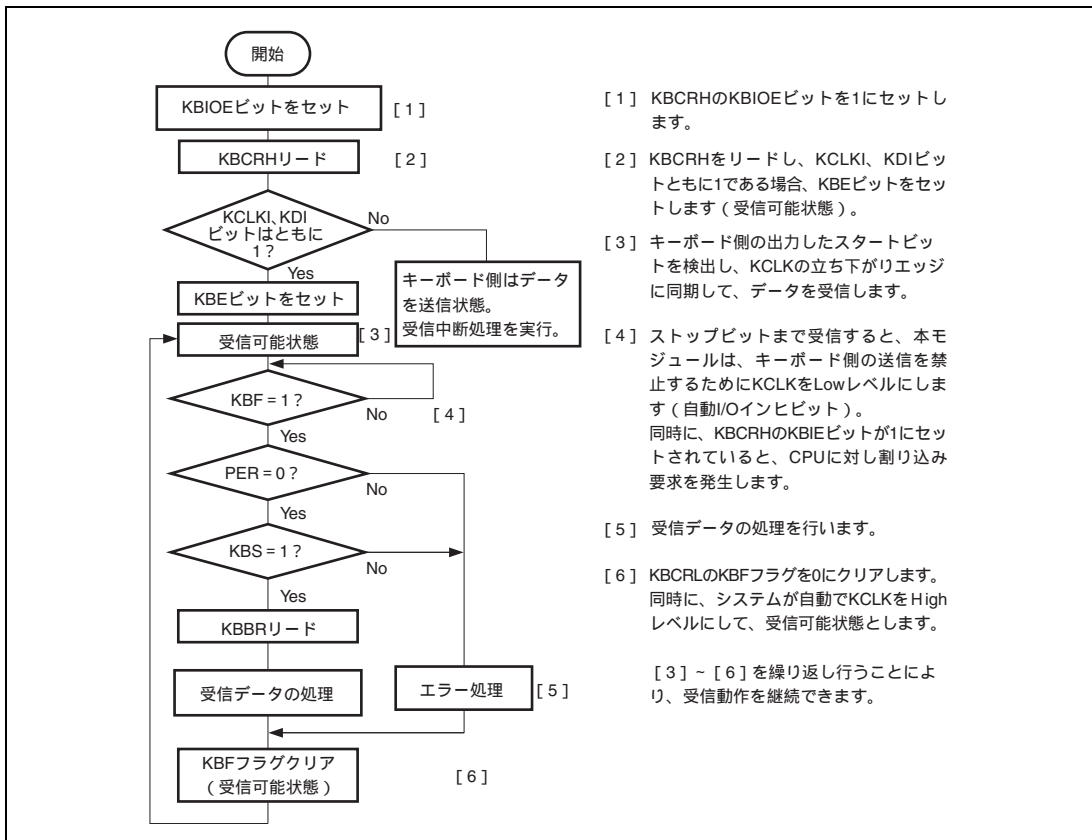 開始
KBIOEビットをセット
[1]
KBCRHリード
[2]
KCLKI、KDI
ビットはともに
1?
No
Yes
キーボード側はデータ
を送信状態。
受信中断処理を実行。
KBEビットをセット
受信可能状態
[3]
KBF = 1?
No
[4]
Yes
PER = 0?
No
Yes
KBS = 1?
No
Yes
KBBRリード
受信データの処理
エラー処理
[5]
KBFフラグクリア
(受信可能状態)
[6]
[1] KBCRHのKBIOEビットを1にセットし
ます。
[2] KBCRHをリードし、KCLKI、KDIビッ
トともに1である場合、KBEビットをセッ
トします(受信可能状態)。
[3] キーボード側の出力したスタートビッ
トを検出し、KCLKの立ち下がりエッジ
に同期して、データを受信します。
[4] ストップビットまで受信すると、本モ
ジュールは、キーボード側の送信を禁
止するためにKCLKをLowレベルにしま
す(自動I/Oインヒビット)。
同時に、KBCRHのKBIEビットが1にセッ
トされていると、CPUに対し割り込み
要求を発生します。
[5] 受信データの処理を行います。
[6] KBCRLのKBFフラグを0にクリアします。
同時に、システムが自動でKCLKをHigh
レベルにして、受信可能状態とします。
[3]~[6]を繰り返し行うことによ
り、受信動作を継続できます。